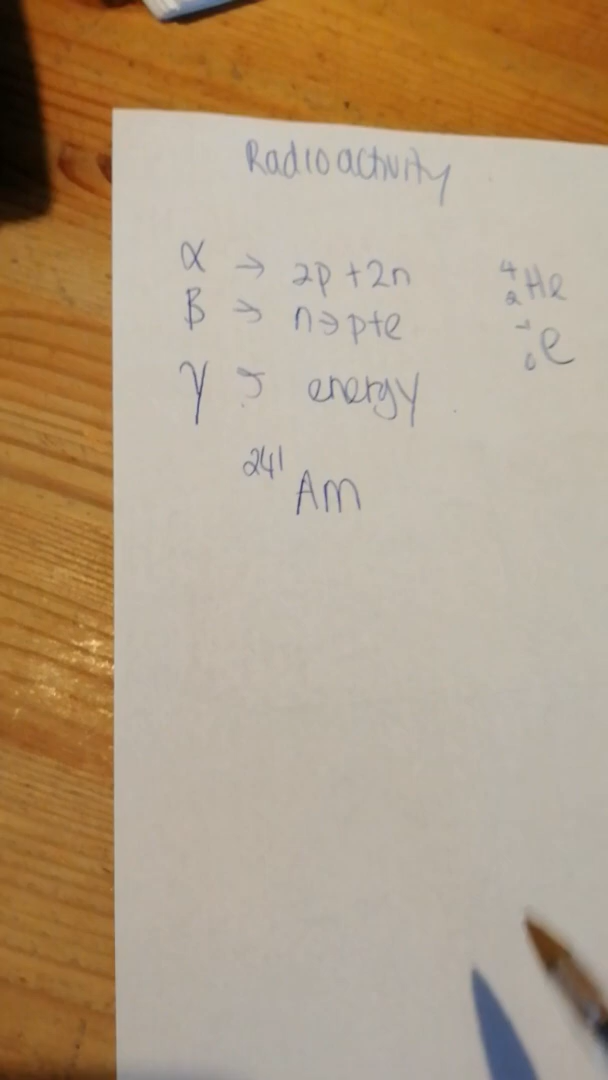 Radioactivity
α → 2p + 2n ⁴₂He
β → n→p+e ⁻¹₀e
γ → energy
²⁴¹Am